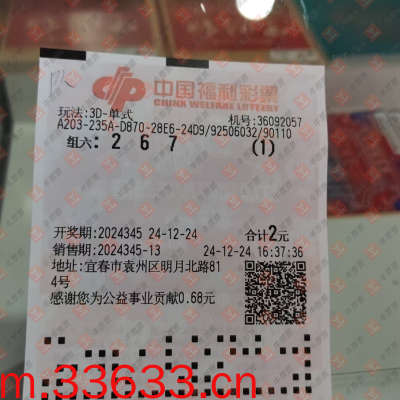 中国福利彩票
CHINA WELFARE LOTTERY
玩法:3D-单式
机号:36092057
A203-235A-D870-28E6-24D9/92506032/90110
组六: 2 6 7 (1)
开奖期:2024345 24-12-24 合计2元
销售期:2024345-13 24-12-24 16:37:36
地址:宜春市袁州区明月北路81
4号
感谢您为公益事业贡献0.68元
m.33633.cn